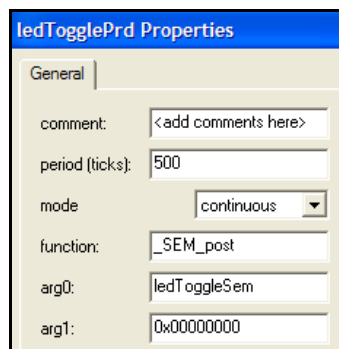 ledTogglePrd Properties
General
comment: <add comments here>
period (ticks): 500
mode continuous
function: _SEM_post
arg0: ledToggleSem
arg1: 0x00000000